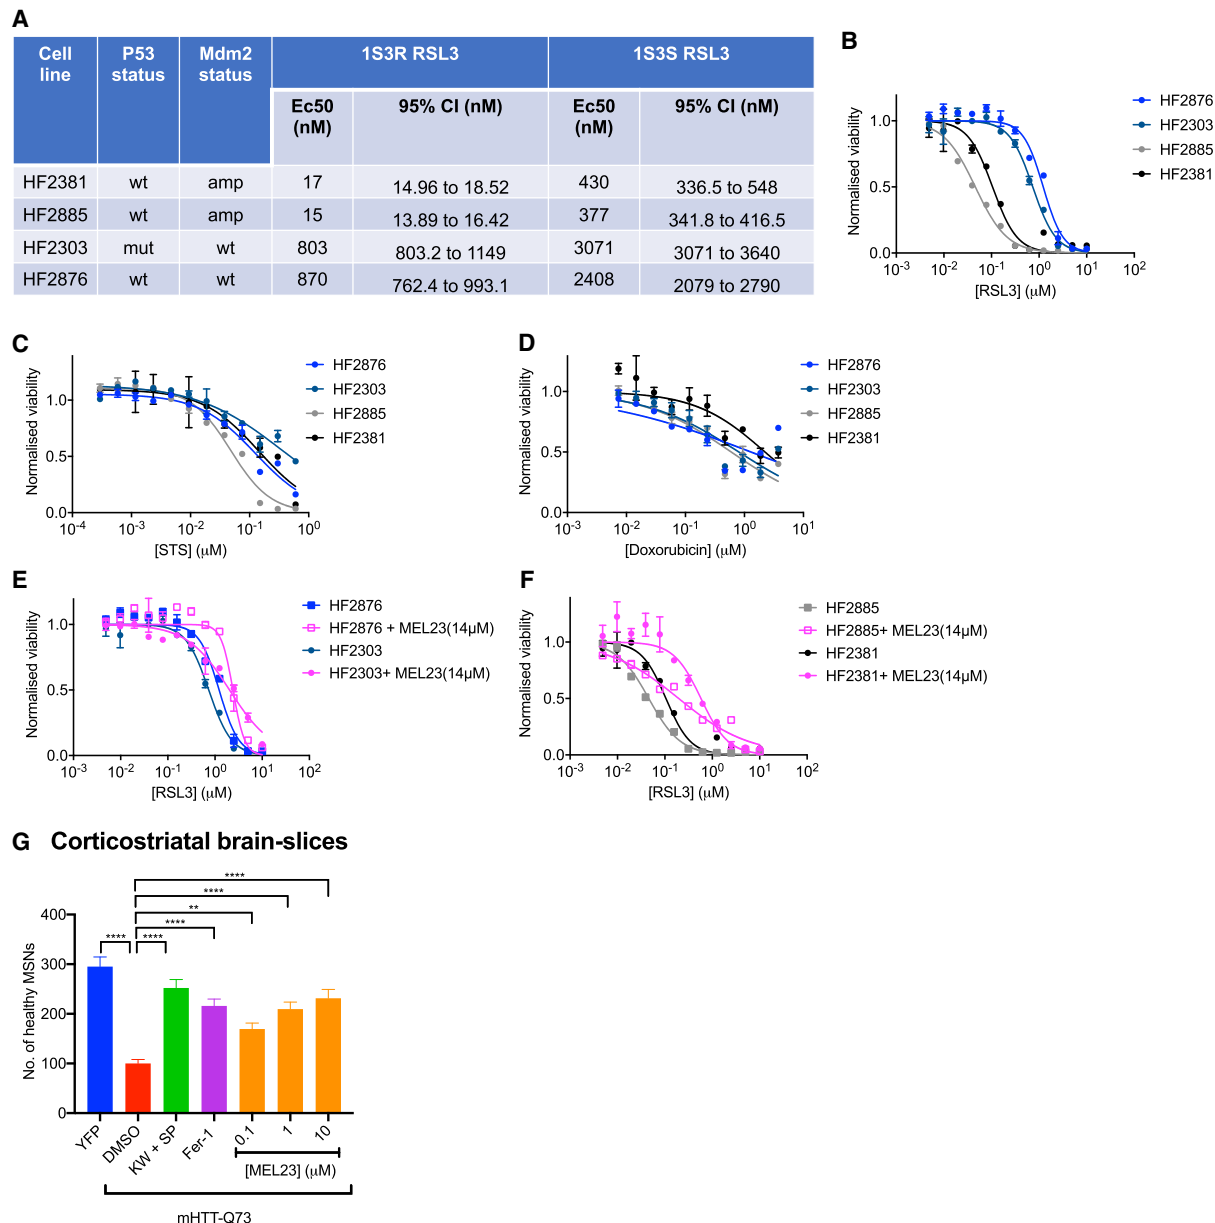 A
Cell line
P53 status
Mdm2 status
1S3R RSL3
1S3S RSL3
Ec50 (nM)
95% CI (nM)
Ec50 (nM)
95% CI (nM)
HF2381 wt amp 17 14.96 to 18.52 430 336.5 to 548
HF2885 wt amp 15 13.89 to 16.42 377 341.8 to 416.5
HF2303 mut wt 803 803.2 to 1149 3071 3071 to 3640
HF2876 wt wt 870 762.4 to 993.1 2408 2079 to 2790
B
Normalised viability
1.0
0.5
0.0
10-3 10-2 10-1 100 101 102
[RSL3] (μM)
HF2876
HF2303
HF2885
HF2381
C
Normalised viability
1.0
0.5
0.0
10-4 10-3 10-2 10-1 100
[STS] (μM)
HF2876
HF2303
HF2885
HF2381
D
Normalised viability
1.0
0.5
0.0
10-3 10-2 10-1 100 101
[Doxorubicin] (μM)
HF2876
HF2303
HF2885
HF2381
E
Normalised viability
1.0
0.5
0.0
10-3 10-2 10-1 100 101 102
[RSL3] (μM)
HF2876
HF2876 + MEL23(14μM)
HF2303
HF2303+ MEL23(14μM)
F
Normalised viability
1.0
0.5
0.0
10-3 10-2 10-1 100 101 102
[RSL3] (μM)
HF2885
HF2885+ MEL23(14μM)
HF2381
HF2381+ MEL23(14μM)
G Corticostriatal brain-slices
No. of healthy MSNs
400
300
200
100
0
****
****
**
****
**** ****
YFP DMSO KW + SP Fer-1 0.1 1 10
[MEL23] (μM)
mHTT-Q73